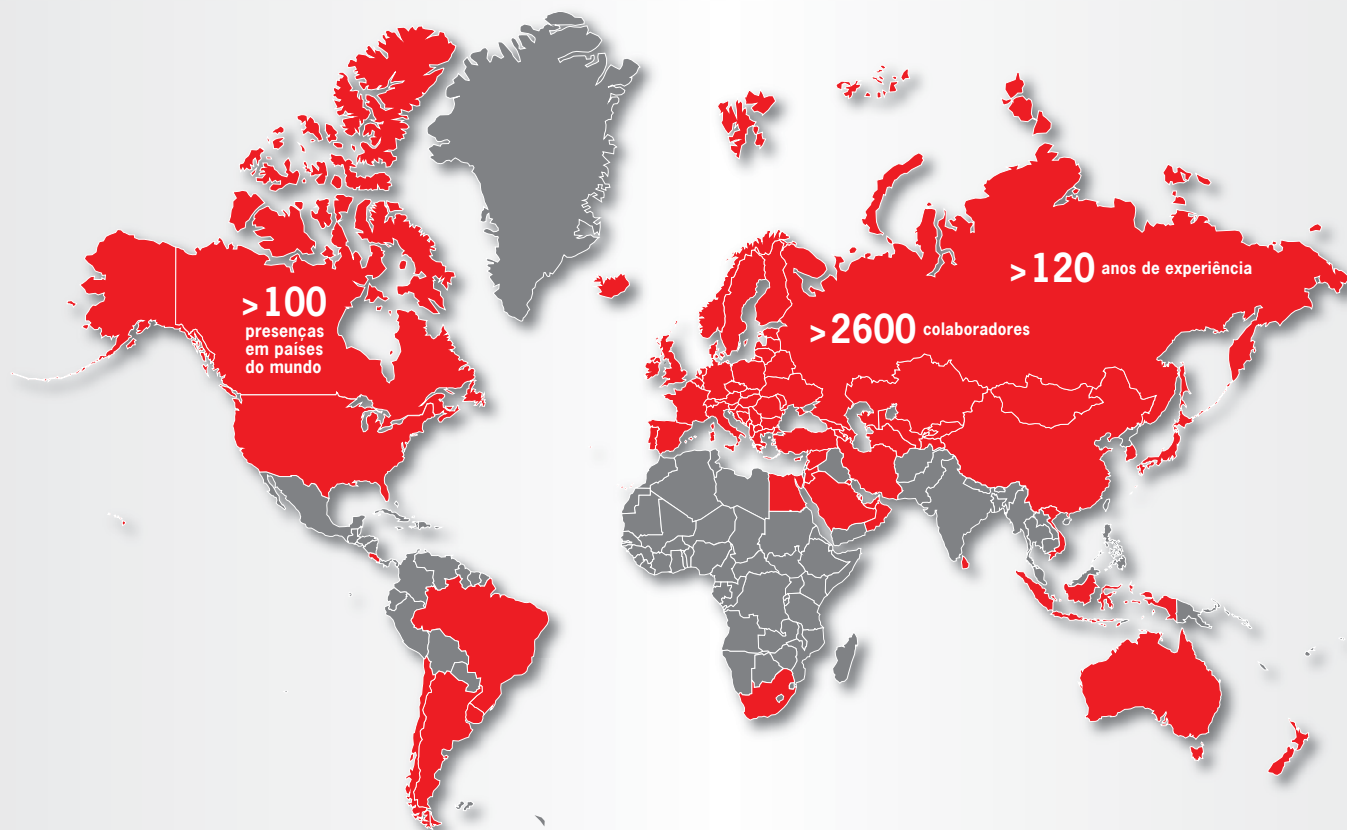 > 100
presenças
em países
do mundo
> 120 anos de experiência
> 2600 colaboradores